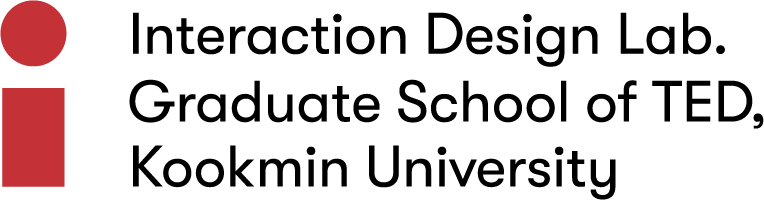 Interaction Design Lab.
Graduate School of TED,
Kookmin University